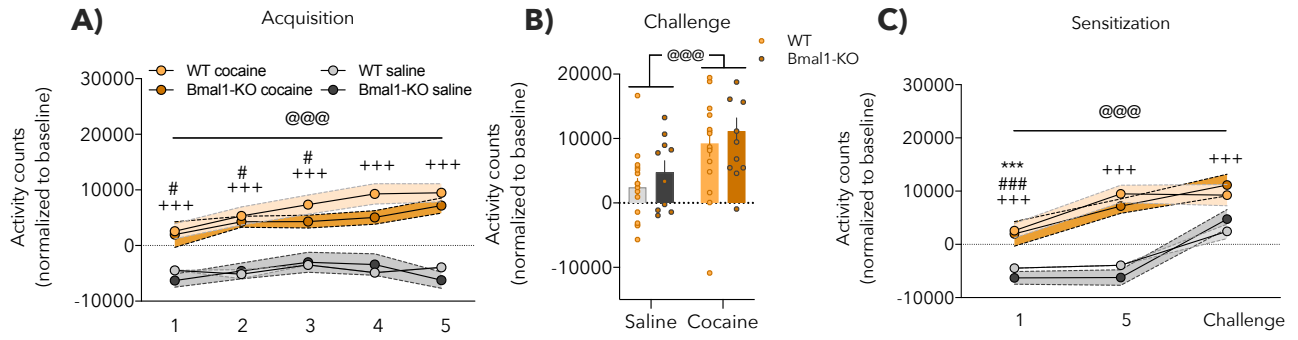 A)
Acquisition
WT cocaine
WT saline
Bmal1-KO cocaine
Bmal1-KO saline
Activity counts
(normalized to baseline)
30000
20000
10000
0
-10000
@@@
#
+++
#
+++
#
+++
+++
+++
1 2 3 4 5
B)
Challenge
WT
Bmal1-KO
@@@
Activity counts
(normalized to baseline)
20000
10000
0
-10000
Saline Cocaine
C)
Sensitization
Activity counts
(normalized to baseline)
30000
20000
10000
0
-10000
@@@
***
###
+++
+++
+++
1 5 Challenge